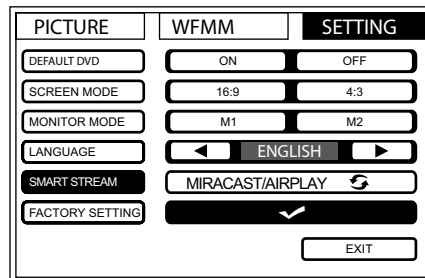 PICTURE WFMM SETTING
DEFAULT DVD ON OFF
SCREEN MODE 16:9 4:3
MONITOR MODE M1 M2
LANGUAGE ENGLISH
SMART STREAM MIRACAST/AIRPLAY
FACTORY SETTING
EXIT